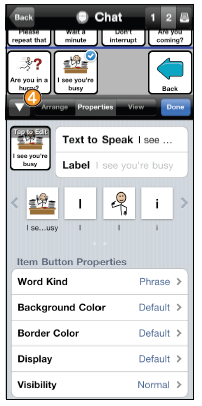 Back Chat 1 2
Please repeat that
Wait a minute
Don't interrupt
Are you coming?
Are you in a hurry?
I see you're busy
Back
4
Arrange Properties View Done
Tap to Edit
I see you're busy
Text to Speak I see ...
Label I see you're busy
I se...usy I i
I i
Item Button Properties
Word Kind Phrase
Background Color Default
Border Color Default
Display Default
Visibility Normal